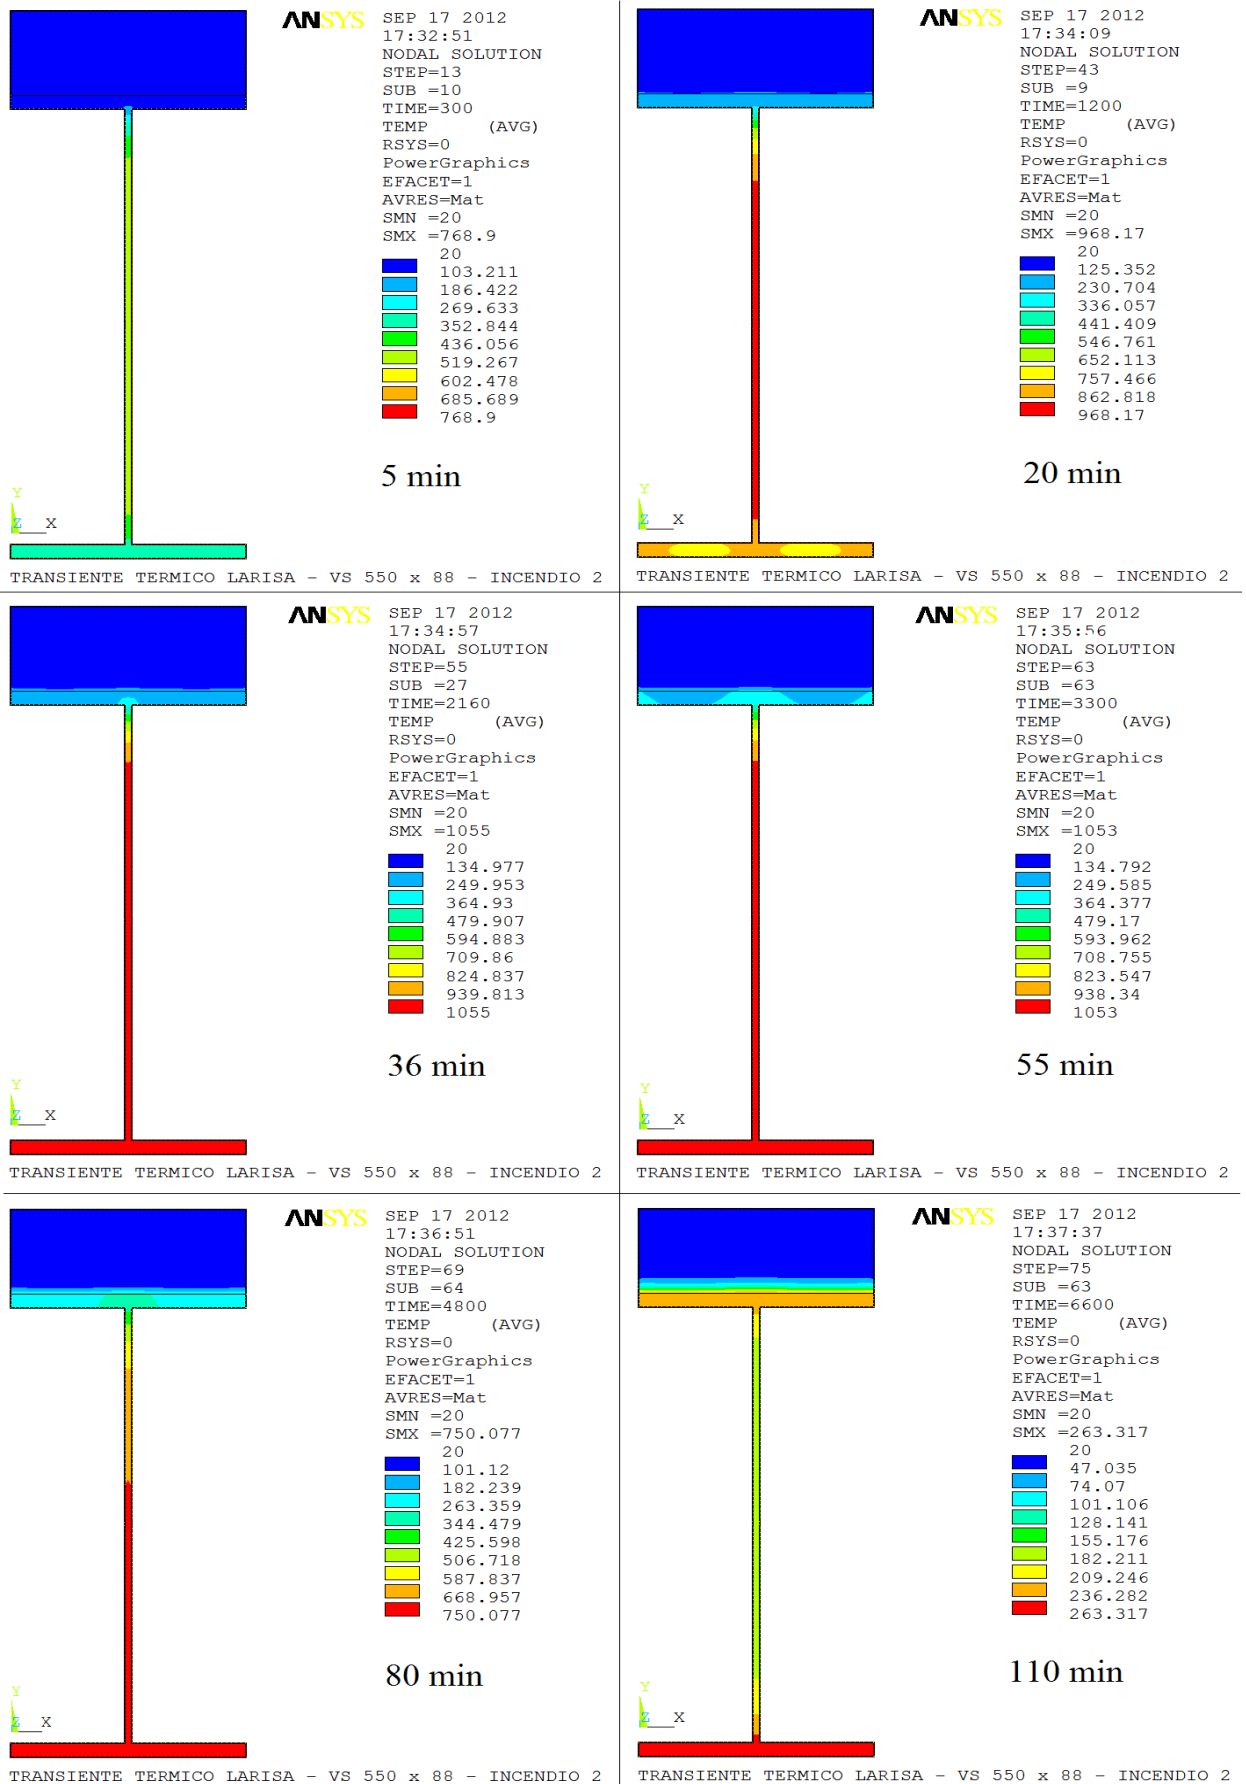 ANSYS
SEP 17 2012
17:32:51
NODAL SOLUTION
STEP=13
SUB =10
TIME=300
TEMP (AVG)
RSYS=0
PowerGraphics
EFACET=1
AVRES=Mat
SMN =20
SMX =768.9
20
103.211
186.422
269.633
352.844
436.056
519.267
602.478
685.689
768.9
5 min
Y
Z X
TRANSIENTE TERMICO LARISA - VS 550 x 88 - INCENDIO 2
ANSYS
SEP 17 2012
17:34:09
NODAL SOLUTION
STEP=43
SUB =9
TIME=1200
TEMP (AVG)
RSYS=0
PowerGraphics
EFACET=1
AVRES=Mat
SMN =20
SMX =968.17
20
125.352
230.704
336.057
441.409
546.761
652.113
757.466
862.818
968.17
20 min
Y
Z X
TRANSIENTE TERMICO LARISA - VS 550 x 88 - INCENDIO 2
ANSYS
SEP 17 2012
17:34:57
NODAL SOLUTION
STEP=55
SUB =27
TIME=2160
TEMP (AVG)
RSYS=0
PowerGraphics
EFACET=1
AVRES=Mat
SMN =20
SMX =1055
20
134.977
249.953
364.93
479.907
594.883
709.86
824.837
939.813
1055
36 min
Y
Z X
TRANSIENTE TERMICO LARISA - VS 550 x 88 - INCENDIO 2
ANSYS
SEP 17 2012
17:35:56
NODAL SOLUTION
STEP=63
SUB =63
TIME=3300
TEMP (AVG)
RSYS=0
PowerGraphics
EFACET=1
AVRES=Mat
SMN =20
SMX =1053
20
134.792
249.585
364.377
479.17
593.962
708.755
823.547
938.34
1053
55 min
Y
Z X
TRANSIENTE TERMICO LARISA - VS 550 x 88 - INCENDIO 2
ANSYS
SEP 17 2012
17:36:51
NODAL SOLUTION
STEP=69
SUB =64
TIME=4800
TEMP (AVG)
RSYS=0
PowerGraphics
EFACET=1
AVRES=Mat
SMN =20
SMX =750.077
20
101.12
182.239
263.359
344.479
425.598
506.718
587.837
668.957
750.077
80 min
Y
Z X
TRANSIENTE TERMICO LARISA - VS 550 x 88 - INCENDIO 2
ANSYS
SEP 17 2012
17:37:37
NODAL SOLUTION
STEP=75
SUB =63
TIME=6600
TEMP (AVG)
RSYS=0
PowerGraphics
EFACET=1
AVRES=Mat
SMN =20
SMX =263.317
20
47.035
74.07
101.106
128.141
155.176
182.211
209.246
236.282
263.317
110 min
Y
Z X
TRANSIENTE TERMICO LARISA - VS 550 x 88 - INCENDIO 2